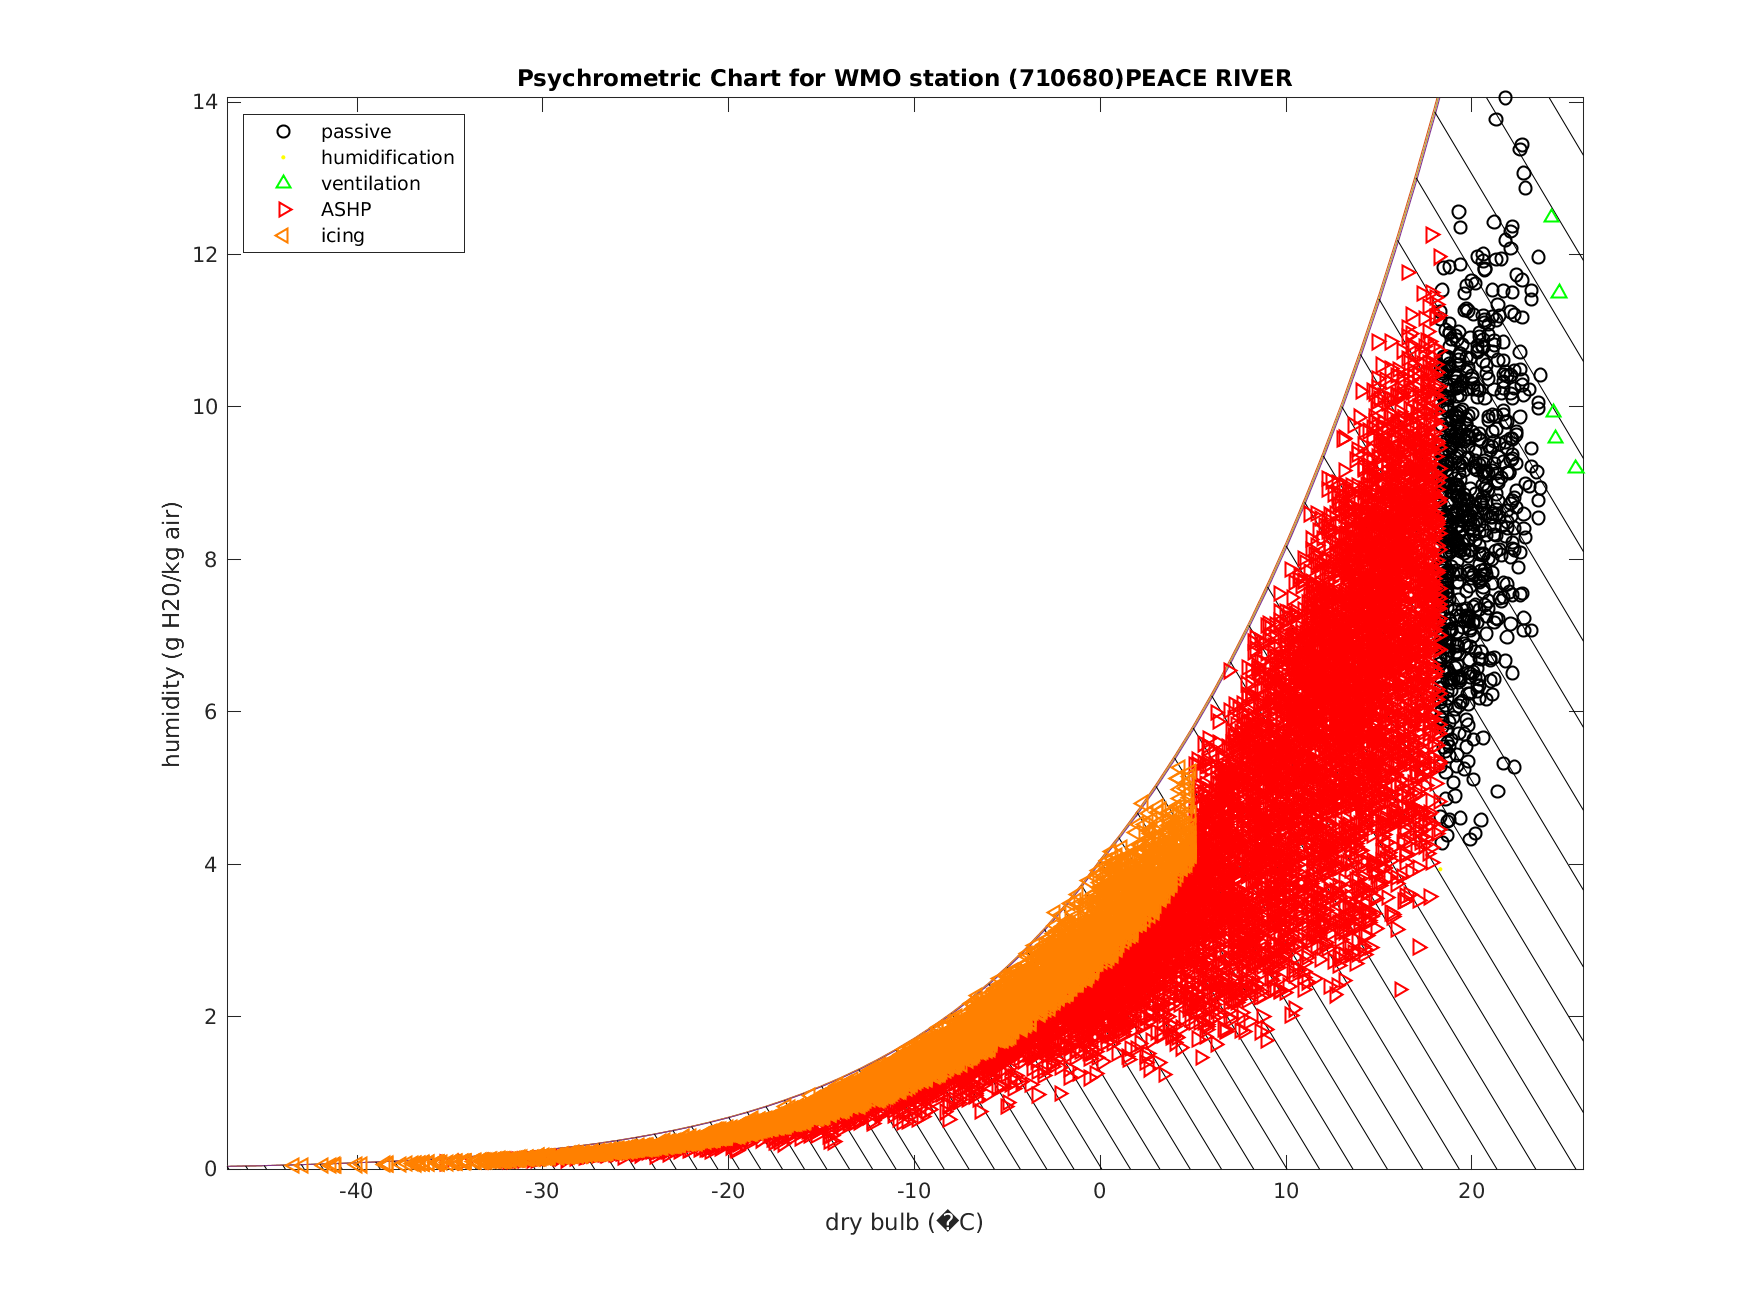 Psychrometric Chart for WMO station (710680)PEACE RIVER
passive
humidification
ventilation
ASHP
icing
humidity (g H20/kg air)
14
12
10
8
6
4
2
0
-40 -30 -20 -10 0 10 20
dry bulb (�C)